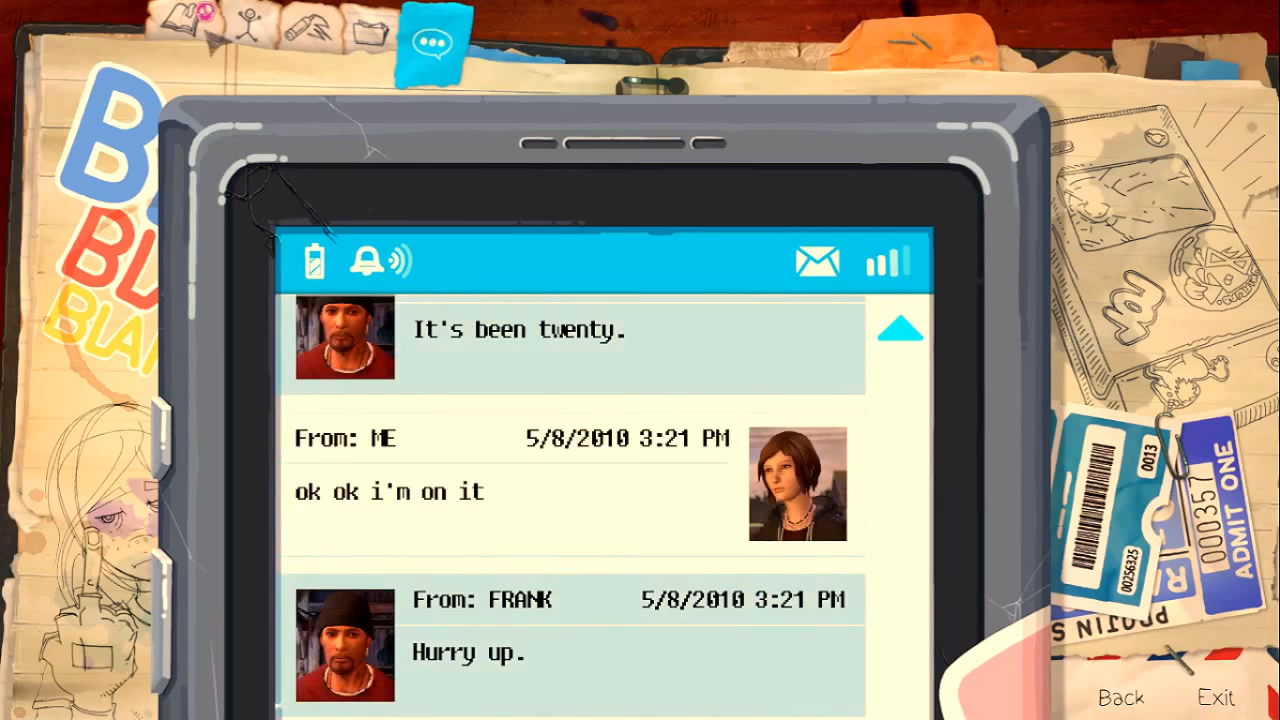 It's been twenty.
From: ME 5/8/2010 3:21 PM
ok ok i'm on it
From: FRANK 5/8/2010 3:21 PM
Hurry up.
BLA
0013
00256325
000357
ADMIT ONE
Back Exit